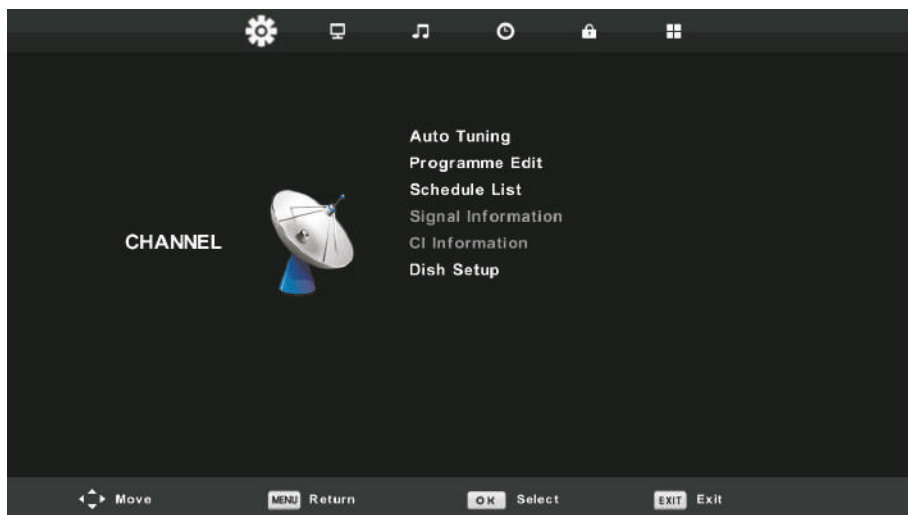 Auto Tuning
Programme Edit
Schedule List
Signal Information
CHANNEL
CI Information
Dish Setup
Move
MENU Return
OK Select
EXIT Exit